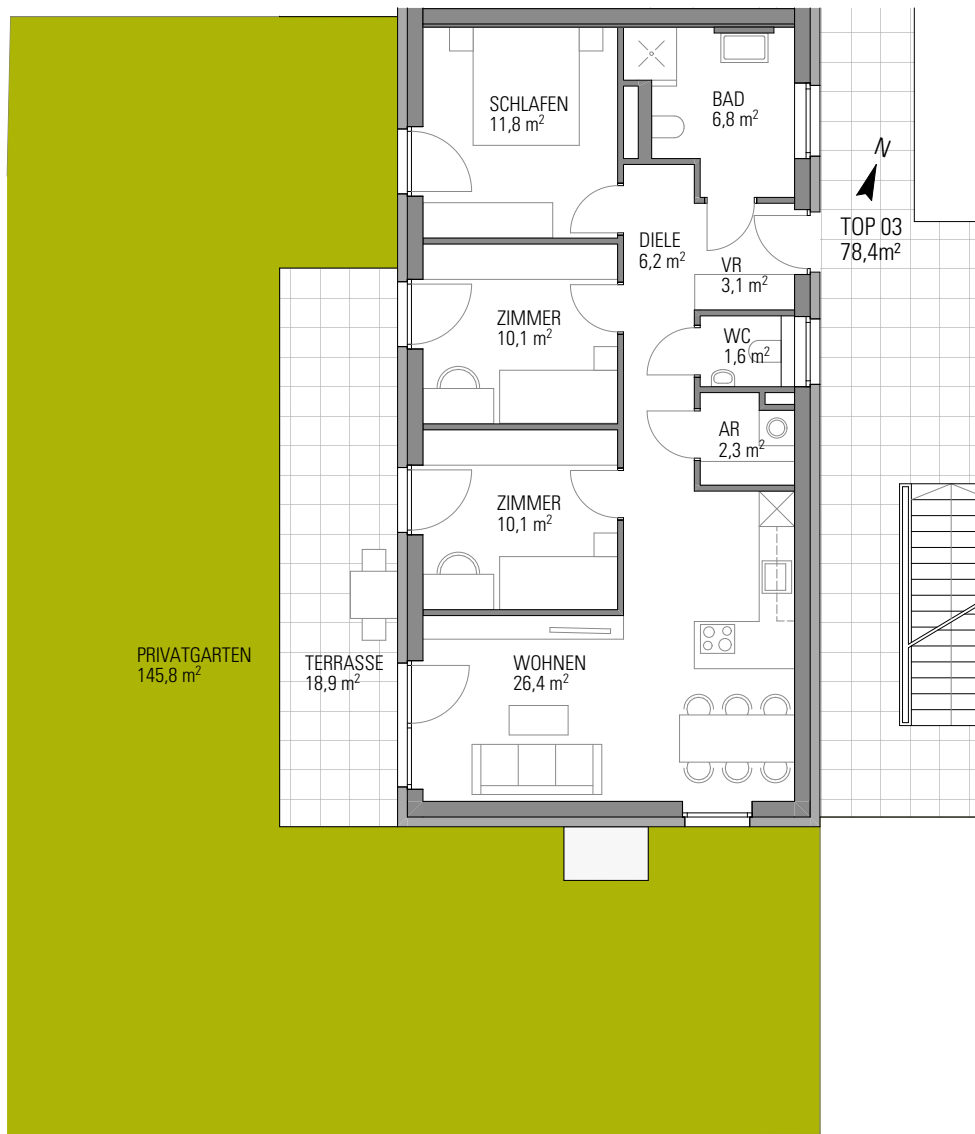 SCHLAFEN
11,8 m²
BAD
6,8 m²
N
TOP 03
78,4m²
DIELE
6,2 m²
VR
3,1 m²
ZIMMER
10,1 m²
WC
1,6 m²
AR
2,3 m²
ZIMMER
10,1 m²
PRIVATGARTEN
145,8 m²
TERRASSE
18,9 m²
WOHNEN
26,4 m²